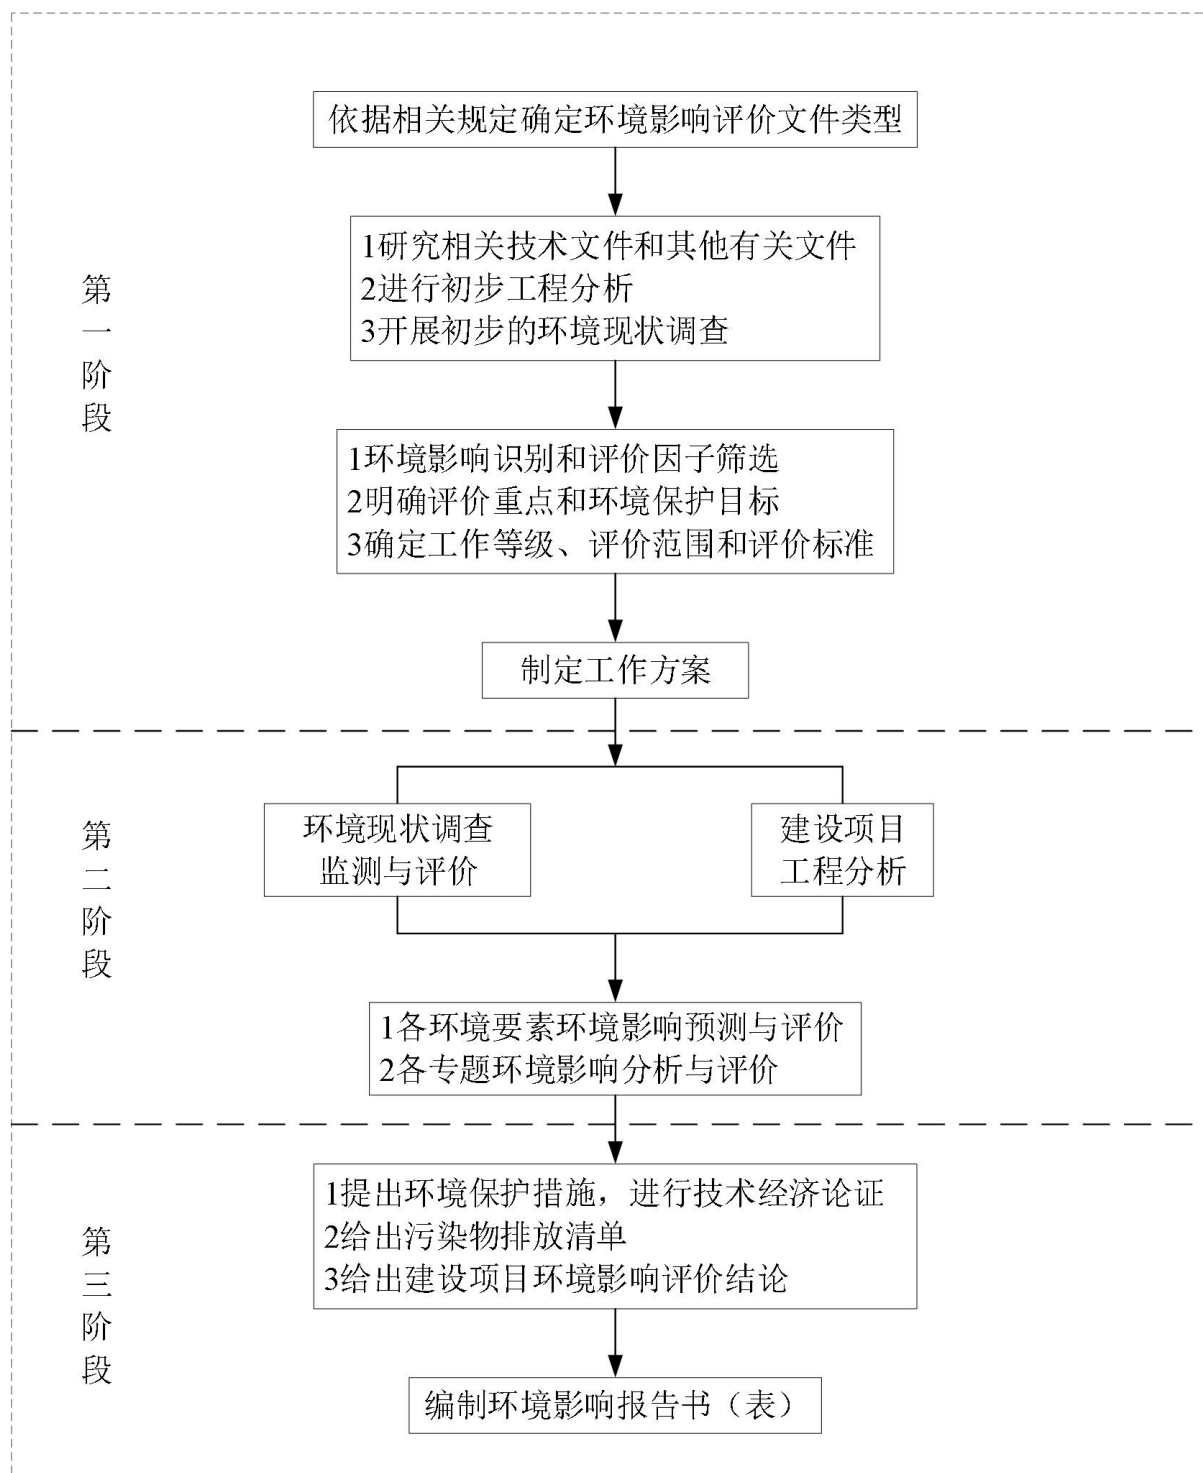 依据相关规定确定环境影响评价文件类型
1研究相关技术文件和其他有关文件
2进行初步工程分析
3开展初步的环境现状调查
第
一
阶
段
1环境影响识别和评价因子筛选
2明确评价重点和环境保护目标
3确定工作等级、评价范围和评价标准
制定工作方案
第
二
阶
段
环境现状调查
监测与评价
建设项目
工程分析
1各环境要素环境影响预测与评价
2各专题环境影响分析与评价
第
三
阶
段
1提出环境保护措施，进行技术经济论证
2给出污染物排放清单
3给出建设项目环境影响评价结论
编制环境影响报告书（表）